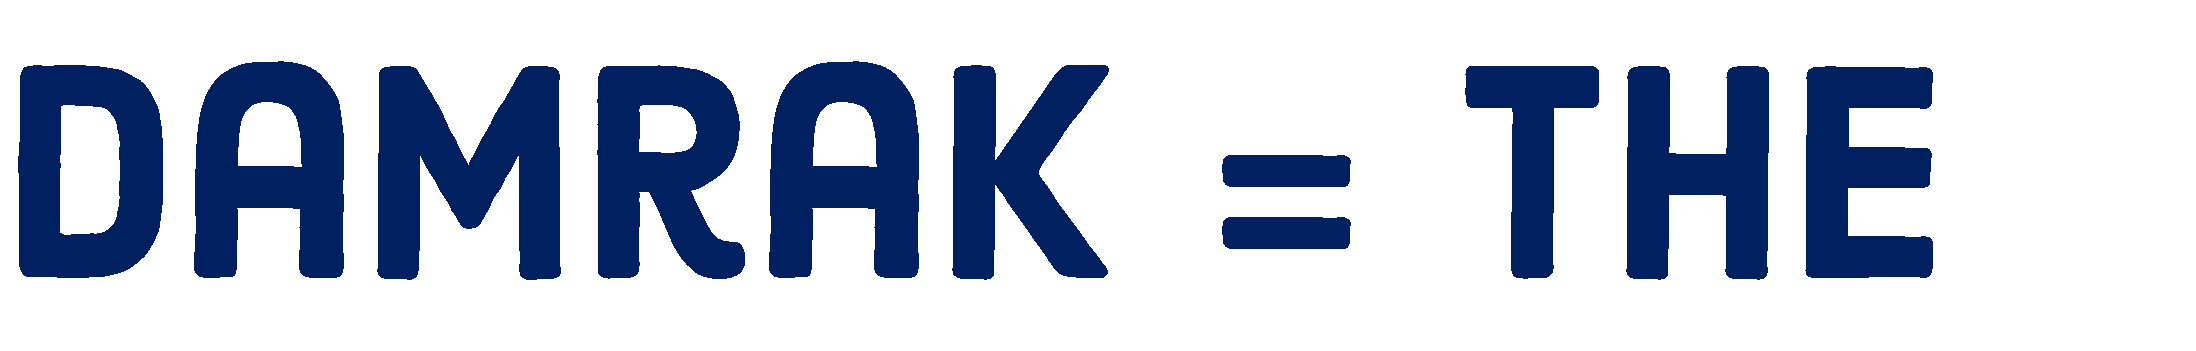 DAMRAK = THE